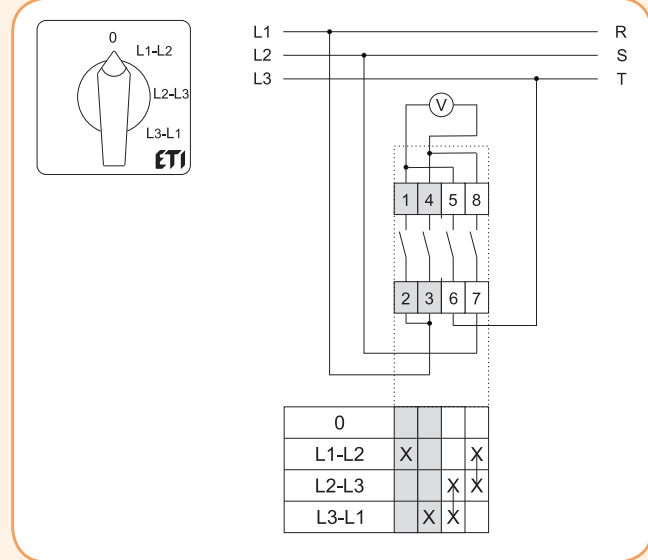 0
L1-L2
L2-L3
L3-L1
ETI
L1 R
L2 S
L3 T
V
1 4 5 8
2 3 6 7
0
L1-L2 X X
L2-L3 X X
L3-L1 X X